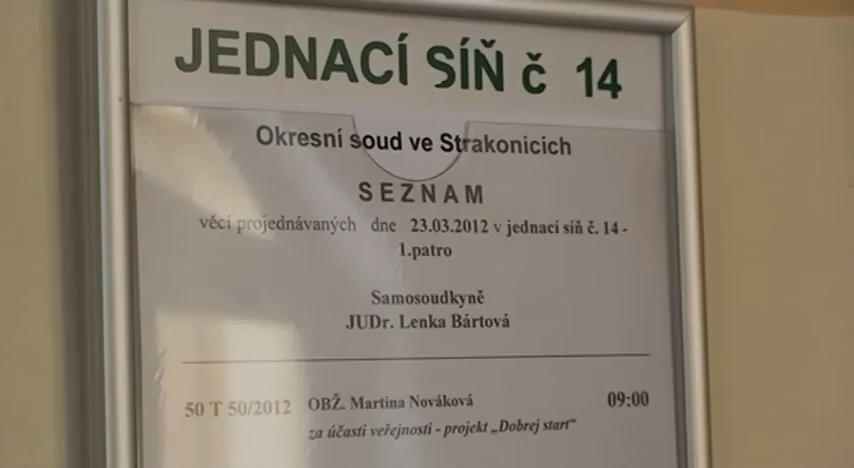 JEDNACÍ SÍŇ č 14
Okresní soud ve Strakonicích
SEZNAM
věcí projednávaných dne 23.03.2012 v jednací síň č. 14 -
1.patro
Samosoudkyně
JUDr. Lenka Bártová
50 T 50/2012 OBŽ. Martina Nováková 09:00
za účasti veřejnosti - projekt „Dobrej start“